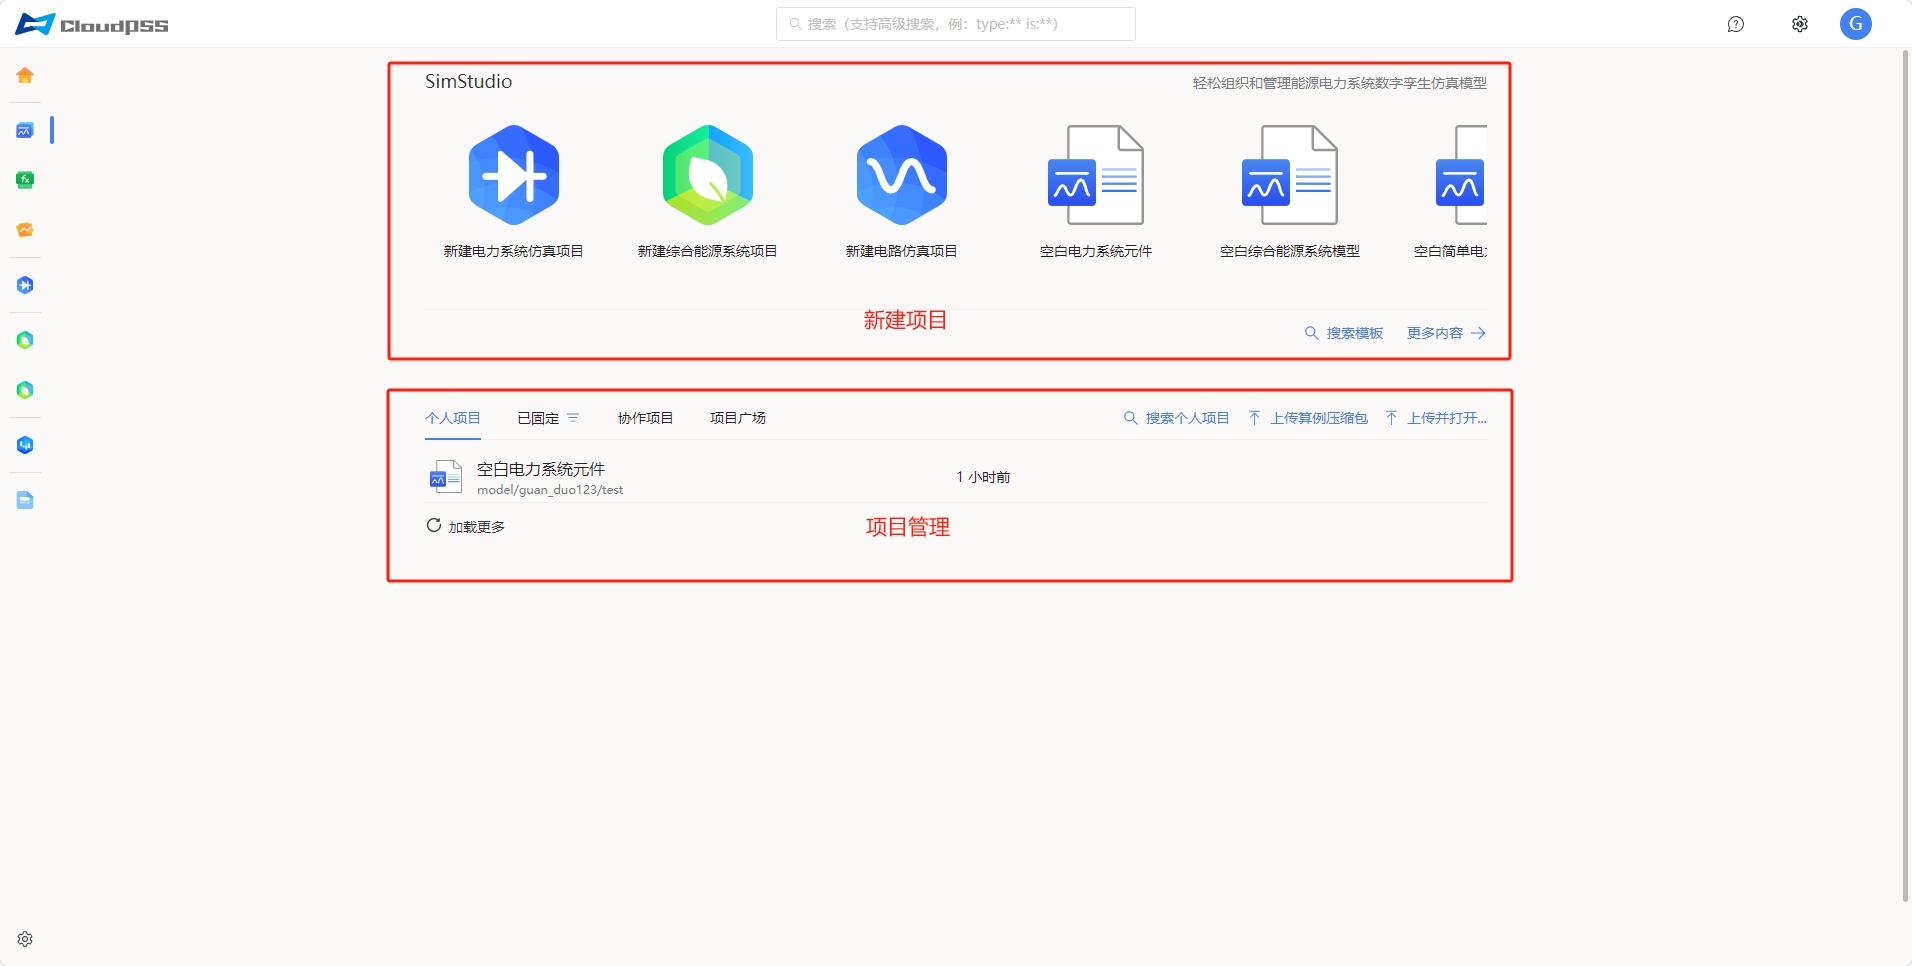 CloudPSS
搜索（支持高级搜索，例：type:** is:**）
G
SimStudio
轻松组织和管理能源电力系统数字孪生仿真模型
新建电力系统仿真项目
新建综合能源系统项目
新建电路仿真项目
空白电力系统元件
空白综合能源系统模型
空白简单电
新建项目
搜索模板
更多内容
个人项目
已固定
协作项目
项目广场
搜索个人项目
上传算例压缩包
上传并打开...
空白电力系统元件
model/guan_duo123/test
1 小时前
加载更多
项目管理